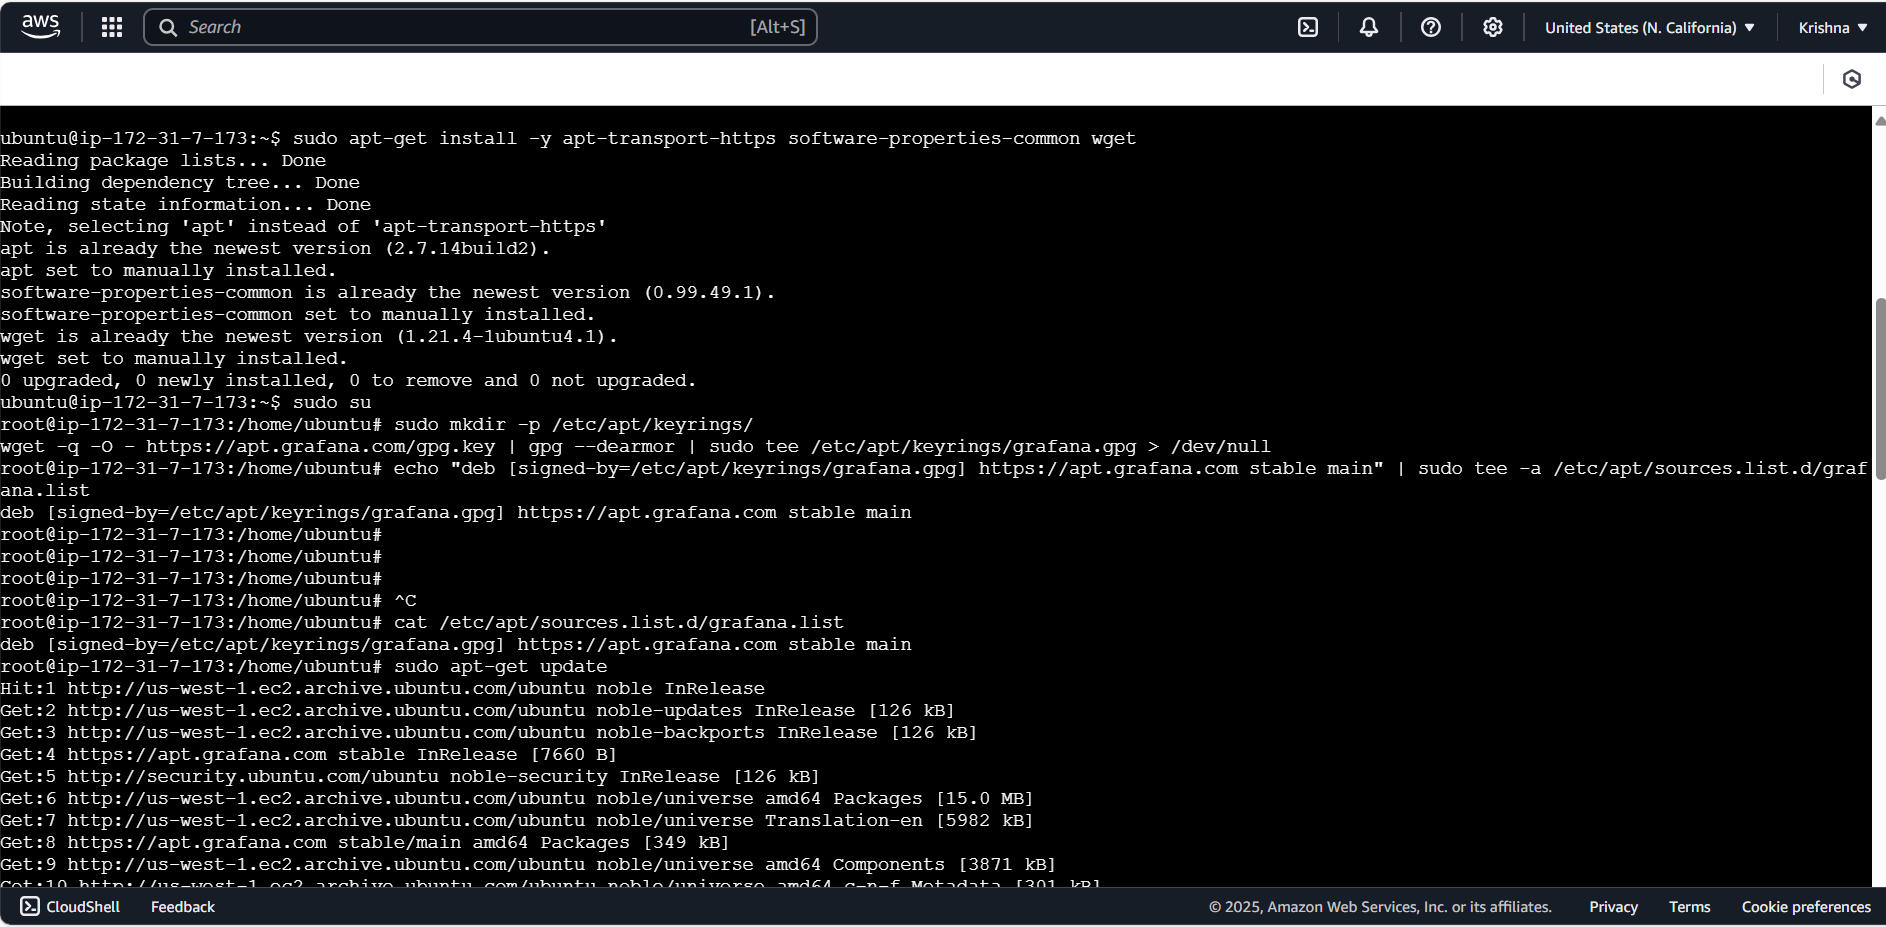 aws
Search [Alt+S]
United States (N. California) Krishna
ubuntu@ip-172-31-7-173:~$ sudo apt-get install -y apt-transport-https software-properties-common wget
Reading package lists... Done
Building dependency tree... Done
Reading state information... Done
Note, selecting 'apt' instead of 'apt-transport-https'
apt is already the newest version (2.7.14build2).
apt set to manually installed.
software-properties-common is already the newest version (0.99.49.1).
software-properties-common set to manually installed.
wget is already the newest version (1.21.4-1ubuntu4.1).
wget set to manually installed.
0 upgraded, 0 newly installed, 0 to remove and 0 not upgraded.
ubuntu@ip-172-31-7-173:~$ sudo su
root@ip-172-31-7-173:/home/ubuntu# sudo mkdir -p /etc/apt/keyrings/
wget -q -O - https://apt.grafana.com/gpg.key | gpg --dearmor | sudo tee /etc/apt/keyrings/grafana.gpg > /dev/null
root@ip-172-31-7-173:/home/ubuntu# echo "deb [signed-by=/etc/apt/keyrings/grafana.gpg] https://apt.grafana.com stable main" | sudo tee -a /etc/apt/sources.list.d/graf
ana.list
deb [signed-by=/etc/apt/keyrings/grafana.gpg] https://apt.grafana.com stable main
root@ip-172-31-7-173:/home/ubuntu#
root@ip-172-31-7-173:/home/ubuntu#
root@ip-172-31-7-173:/home/ubuntu#
root@ip-172-31-7-173:/home/ubuntu# ^C
root@ip-172-31-7-173:/home/ubuntu# cat /etc/apt/sources.list.d/grafana.list
deb [signed-by=/etc/apt/keyrings/grafana.gpg] https://apt.grafana.com stable main
root@ip-172-31-7-173:/home/ubuntu# sudo apt-get update
Hit:1 http://us-west-1.ec2.archive.ubuntu.com/ubuntu noble InRelease
Get:2 http://us-west-1.ec2.archive.ubuntu.com/ubuntu noble-updates InRelease [126 kB]
Get:3 http://us-west-1.ec2.archive.ubuntu.com/ubuntu noble-backports InRelease [126 kB]
Get:4 https://apt.grafana.com stable InRelease [7660 B]
Get:5 http://security.ubuntu.com/ubuntu noble-security InRelease [126 kB]
Get:6 http://us-west-1.ec2.archive.ubuntu.com/ubuntu noble/universe amd64 Packages [15.0 MB]
Get:7 http://us-west-1.ec2.archive.ubuntu.com/ubuntu noble/universe Translation-en [5982 kB]
Get:8 https://apt.grafana.com stable/main amd64 Packages [349 kB]
Get:9 http://us-west-1.ec2.archive.ubuntu.com/ubuntu noble/universe amd64 Components [3871 kB]
Get:10 http://us-west-1.ec2.archive.ubuntu.com/ubuntu noble/universe amd64 c-n-f Metadata [301 kB]
CloudShell Feedback © 2025, Amazon Web Services, Inc. or its affiliates. Privacy Terms Cookie preferences